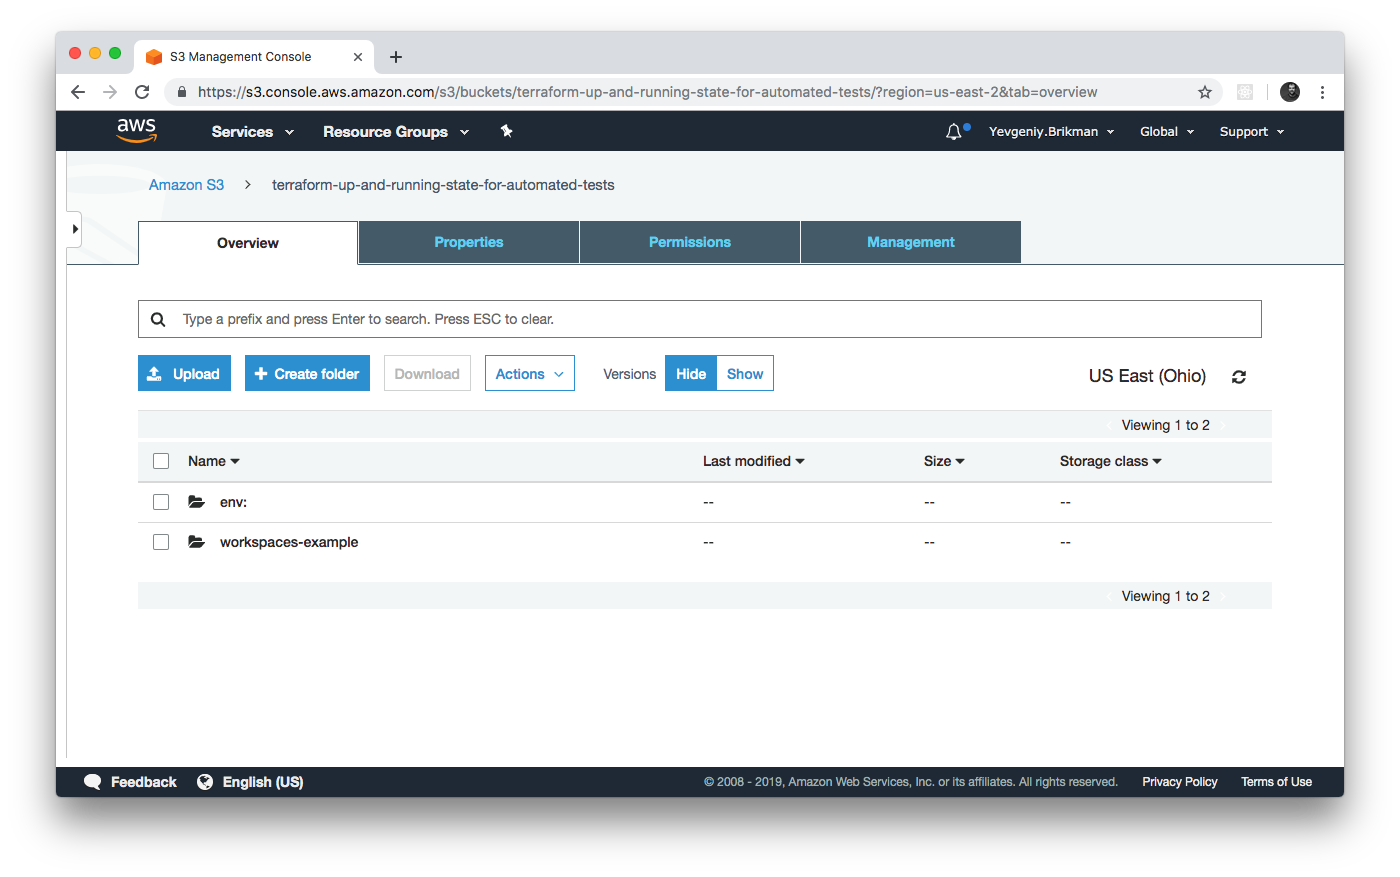 S3 Management Console
https://s3.console.aws.amazon.com/s3/buckets/terraform-up-and-running-state-for-automated-tests/?region=us-east-2&tab=overview
aws Services Resource Groups Yevgeniy.Brikman Global Support
Amazon S3 > terraform-up-and-running-state-for-automated-tests
Overview Properties Permissions Management
Type a prefix and press Enter to search. Press ESC to clear.
Upload Create folder Download Actions Versions Hide Show US East (Ohio)
Viewing 1 to 2
Name Last modified Size Storage class
env: -- -- --
workspaces-example -- -- --
Viewing 1 to 2
Feedback English (US) © 2008 - 2019, Amazon Web Services, Inc. or its affiliates. All rights reserved. Privacy Policy Terms of Use